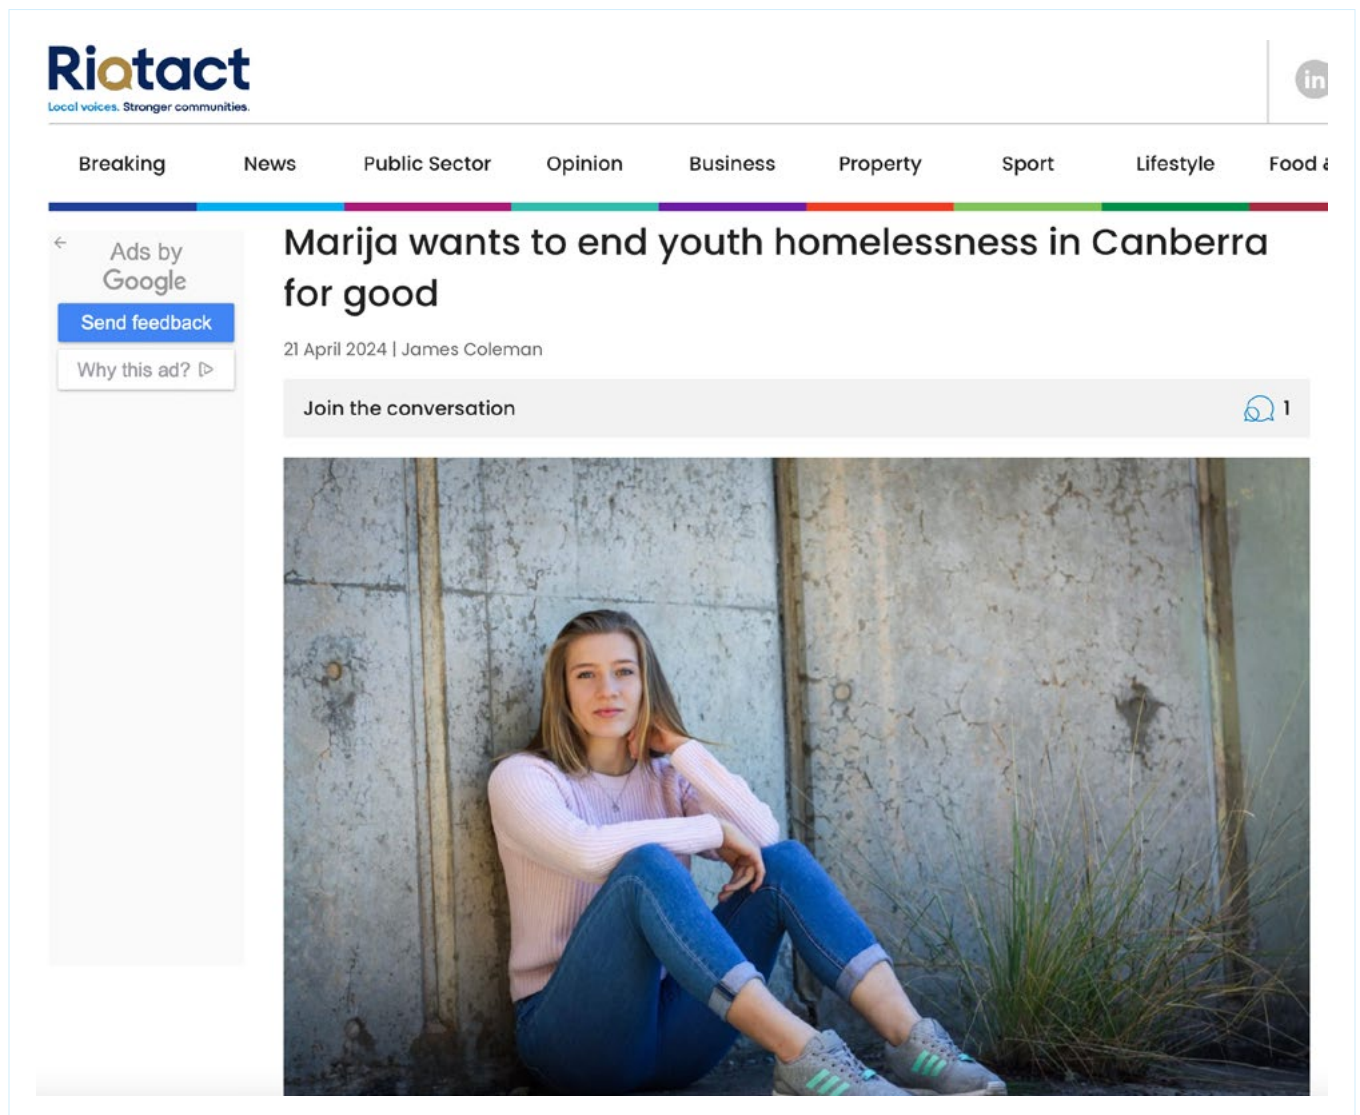 Riotact
Local voices. Stronger communities.
in
Breaking News Public Sector Opinion Business Property Sport Lifestyle Food &
Ads by
Google
Send feedback
Why this ad?
Marija wants to end youth homelessness in Canberra
for good
21 April 2024 | James Coleman
Join the conversation
1